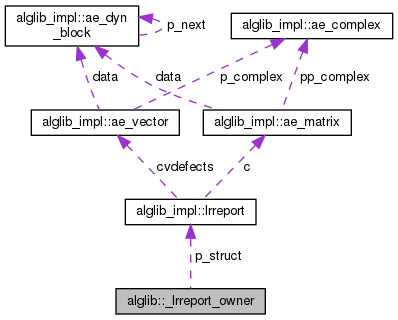 alglib_impl::ae_dyn
_block
p_next
alglib_impl::ae_complex
data
data
p_complex
pp_complex
alglib_impl::ae_vector
alglib_impl::ae_matrix
cvdefects
c
alglib_impl::lrreport
p_struct
alglib::_lrreport_owner